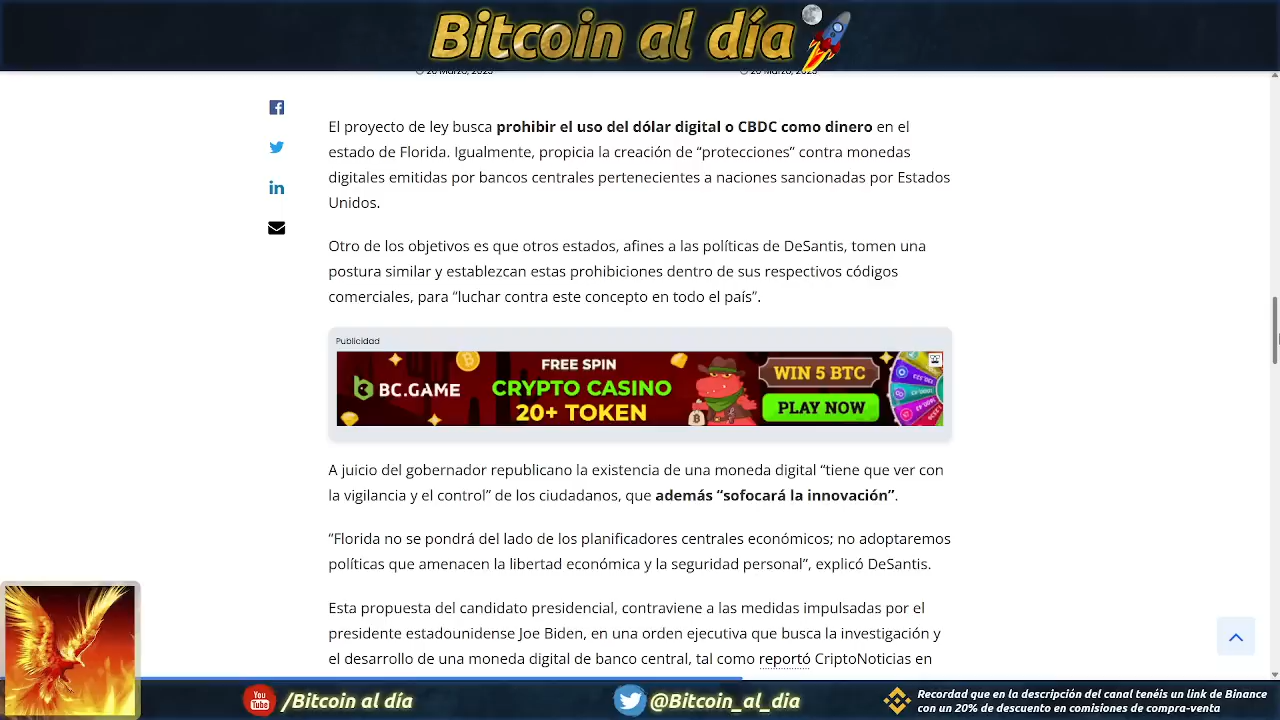 Bitcoin al día
20 Marzo, 2023
20 Marzo, 2023
El proyecto de ley busca prohibir el uso del dólar digital o CBDC como dinero en el
estado de Florida. Igualmente, propicia la creación de “protecciones” contra monedas
digitales emitidas por bancos centrales pertenecientes a naciones sancionadas por Estados
Unidos.
Otro de los objetivos es que otros estados, afines a las políticas de DeSantis, tomen una
postura similar y establezcan estas prohibiciones dentro de sus respectivos códigos
comerciales, para “luchar contra este concepto en todo el país”.
Publicidad
BC.GAME
FREE SPIN
CRYPTO CASINO
20+ TOKEN
WIN 5 BTC
PLAY NOW
A juicio del gobernador republicano la existencia de una moneda digital “tiene que ver con
la vigilancia y el control” de los ciudadanos, que además “sofocará la innovación”.
“Florida no se pondrá del lado de los planificadores centrales económicos; no adoptaremos
políticas que amenacen la libertad económica y la seguridad personal”, explicó DeSantis.
Esta propuesta del candidato presidencial, contraviene a las medidas impulsadas por el
presidente estadounidense Joe Biden, en una orden ejecutiva que busca la investigación y
el desarrollo de una moneda digital de banco central, tal como reportó CriptoNoticias en
You Tube /Bitcoin al día
@Bitcoin_al_dia
Recordad que en la descripción del canal tenéis un link de Binance
con un 20% de descuento en comisiones de compra-venta